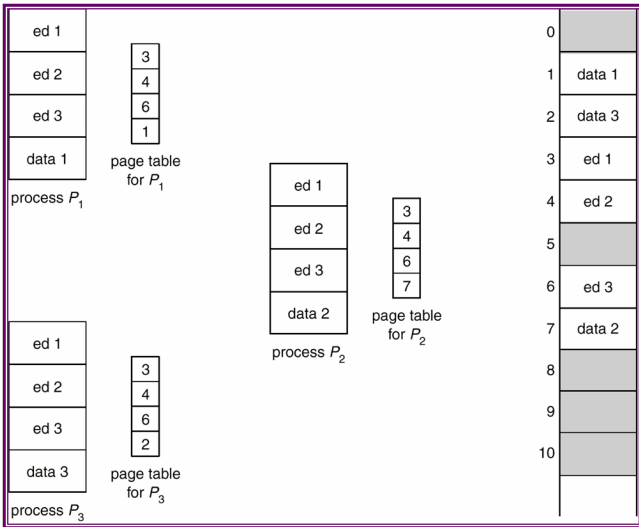 ed 1
ed 2
ed 3
data 1
process P1
3
4
6
1
page table
for P1
ed 1
ed 2
ed 3
data 2
process P2
3
4
6
7
page table
for P2
ed 1
ed 2
ed 3
data 3
process P3
3
4
6
2
page table
for P3
0
1 data 1
2 data 3
3 ed 1
4 ed 2
5
6 ed 3
7 data 2
8
9
10